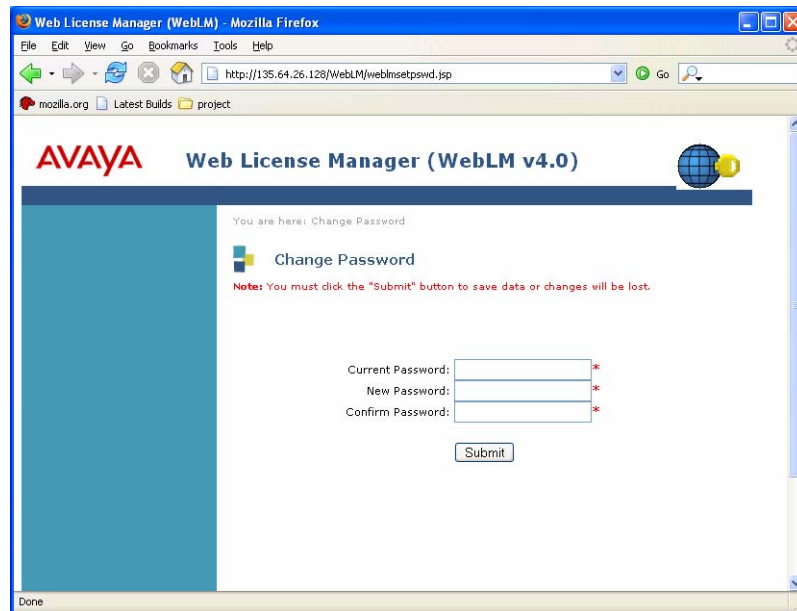 Web License Manager (WebLM) - Mozilla Firefox
File Edit View Go Bookmarks Tools Help
http://135.64.26.128/WebLM/weblmsetpswd.jsp Go
mozilla.org Latest Builds project
AVAYA Web License Manager (WebLM v4.0)
You are here: Change Password
Change Password
Note: You must click the "Submit" button to save data or changes will be lost.
Current Password: *
New Password: *
Confirm Password: *
Submit
Done